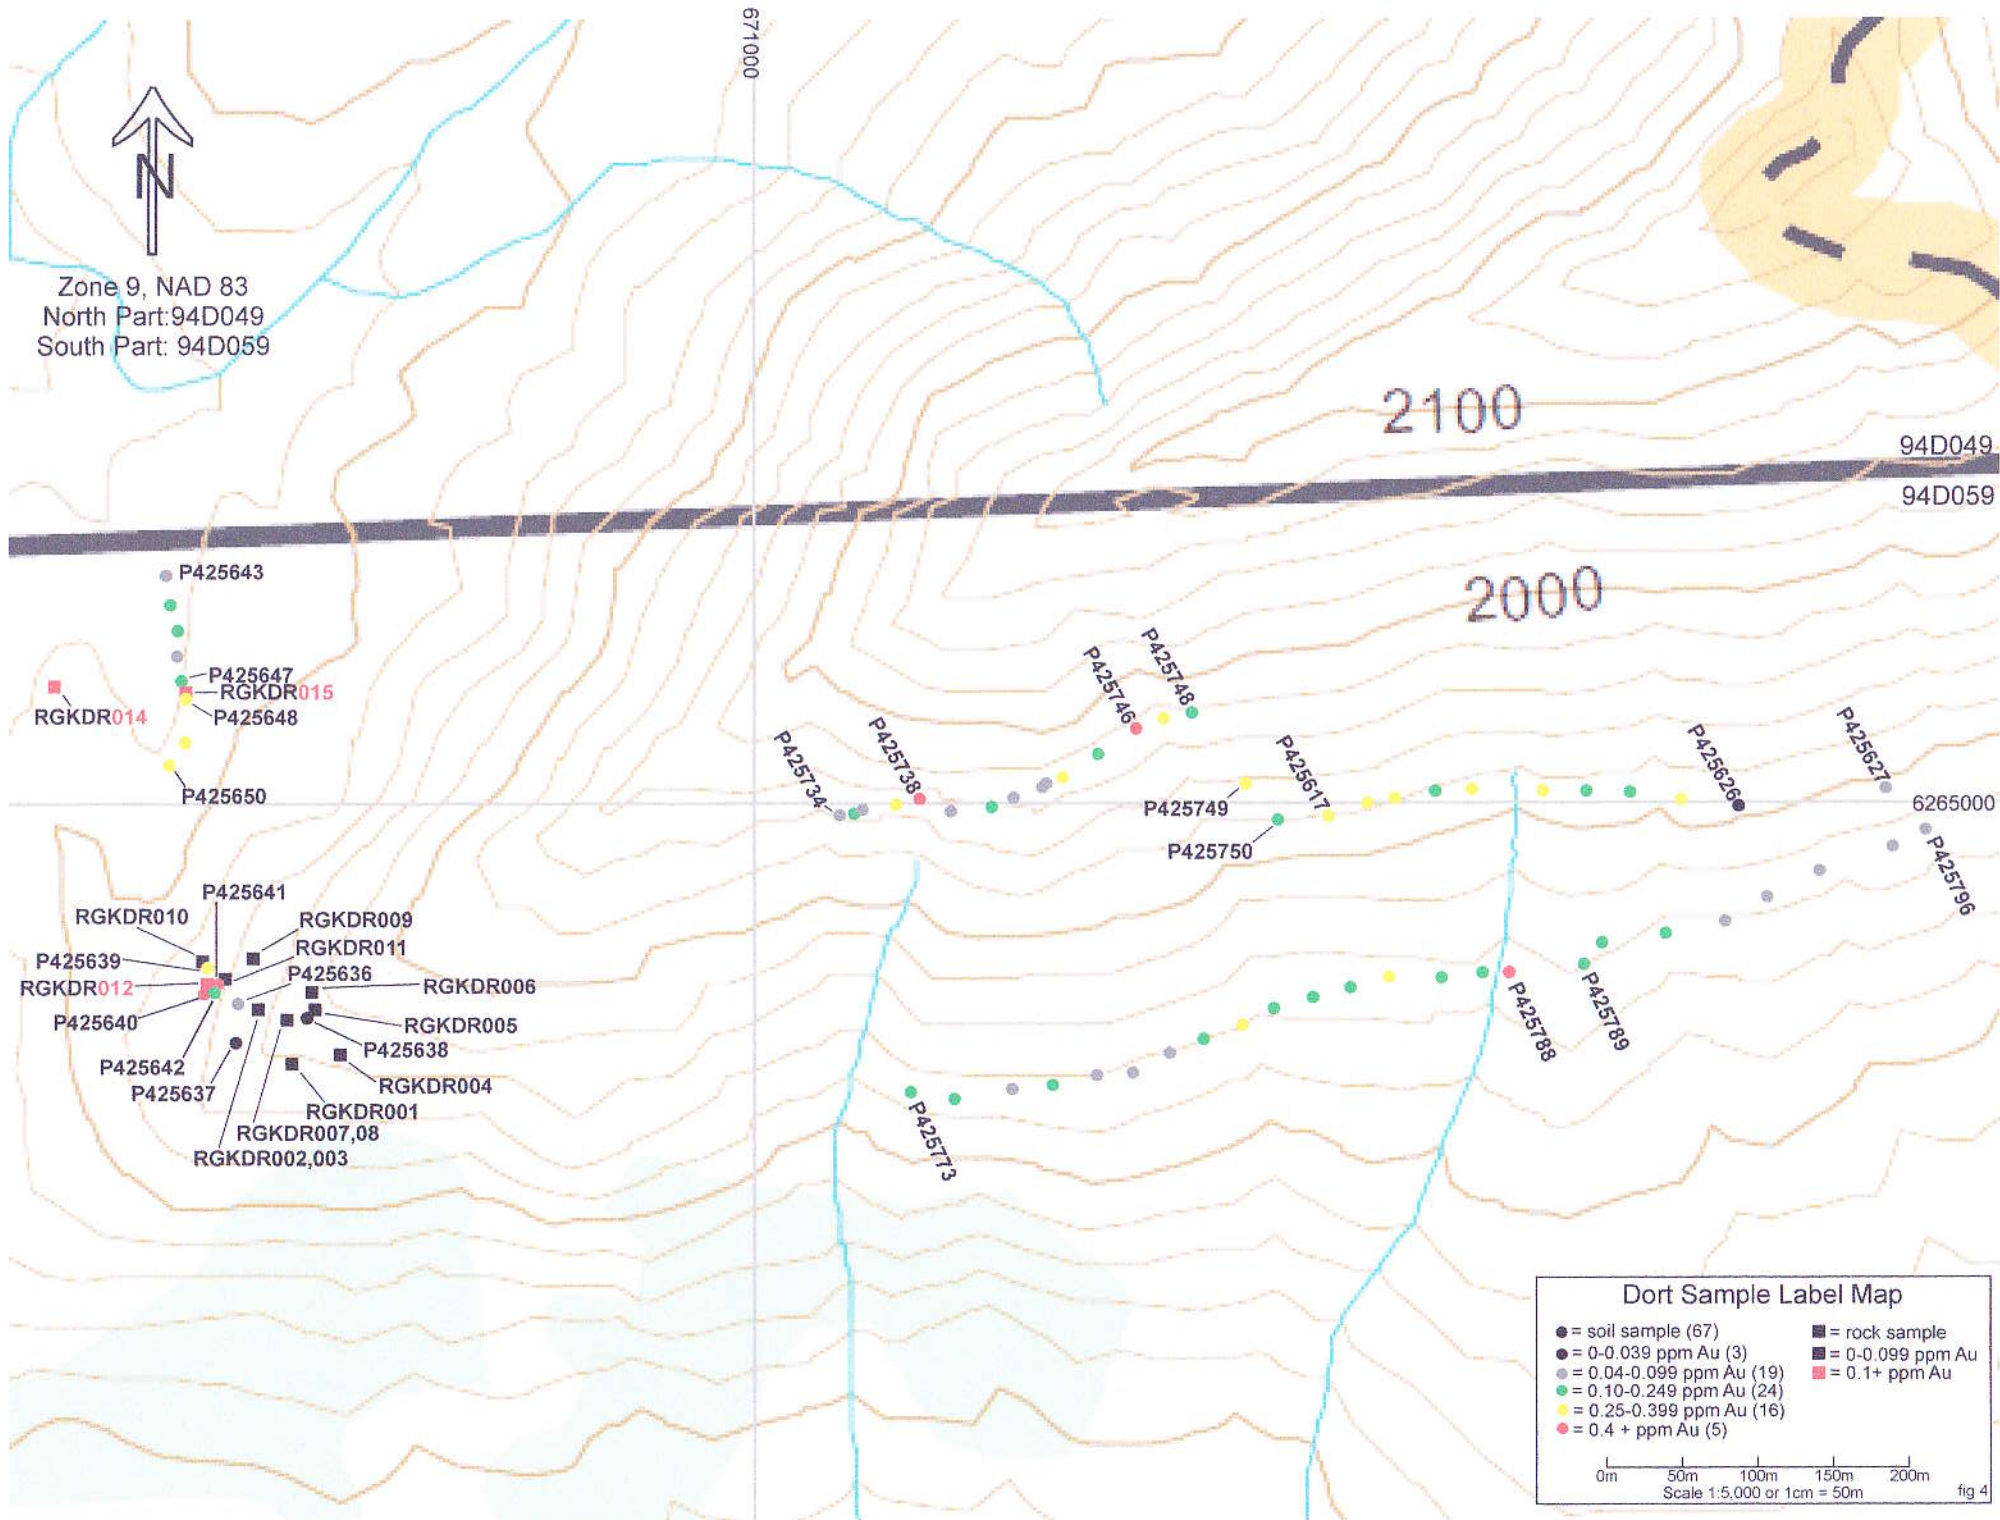 671000
N
Zone 9, NAD 83
North Part:94D049
South Part: 94D059
2100
94D049
94D059
2000
P425643
P425647
RGKDR015
P425648
RGKDR014
P425650
P425734
P425738
P425746
P425748
P425749
P425750
P425617
P425626
P425627
6265000
P425796
P425641
RGKDR010
RGKDR009
RGKDR011
P425639
P425636
RGKDR012
RGKDR006
P425640
RGKDR005
P425638
P425642
P425637
RGKDR004
RGKDR001
RGKDR007,08
RGKDR002,003
P425773
P425788
P425789
Dort Sample Label Map
= soil sample (67)
= 0-0.039 ppm Au (3)
= 0.04-0.099 ppm Au (19)
= 0.10-0.249 ppm Au (24)
= 0.25-0.399 ppm Au (16)
= 0.4 + ppm Au (5)
= rock sample
= 0-0.099 ppm Au
= 0.1+ ppm Au
0m 50m 100m 150m 200m
Scale 1:5,000 or 1cm = 50m
fig 4